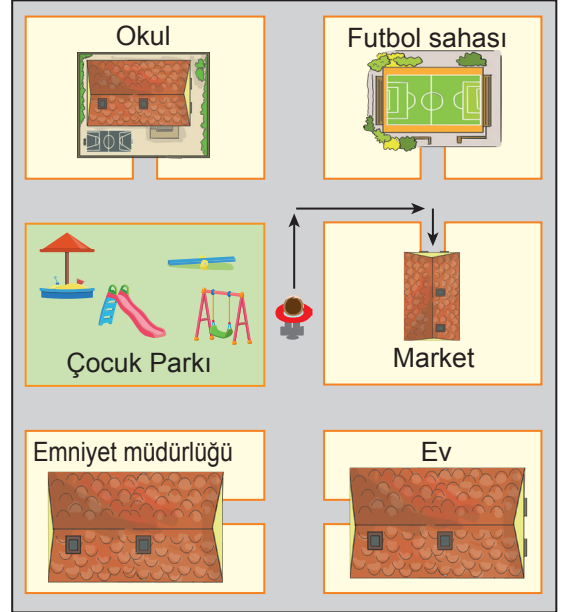 Okul
Futbol sahası
Çocuk Parkı
Market
Emniyet müdürlüğü
Ev